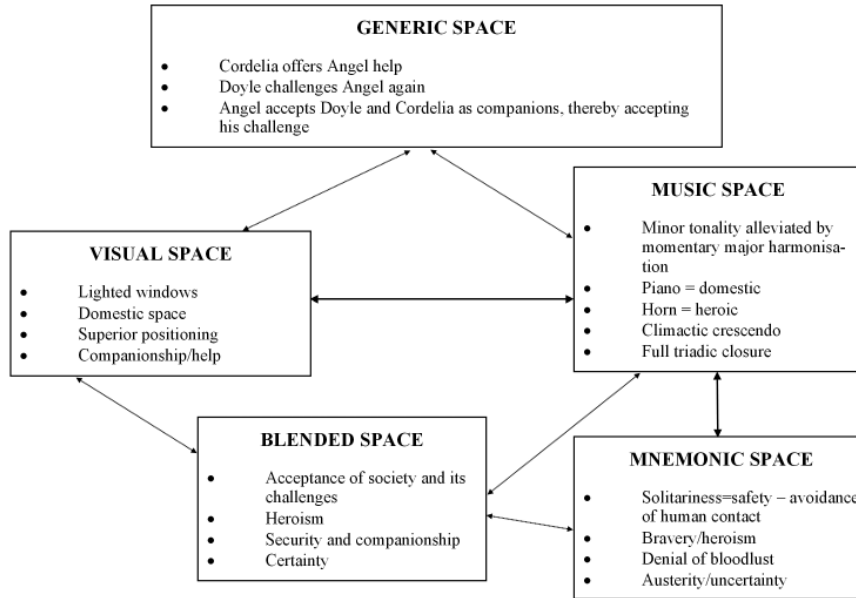 GENERIC SPACE
• Cordelia offers Angel help
• Doyle challenges Angel again
• Angel accepts Doyle and Cordelia as companions, thereby accepting
his challenge
MUSIC SPACE
• Minor tonality alleviated by
momentary major harmonisa-
tion
• Piano = domestic
• Horn = heroic
• Climactic crescendo
• Full triadic closure
VISUAL SPACE
• Lighted windows
• Domestic space
• Superior positioning
• Companionship/help
BLENDED SPACE
• Acceptance of society and its
challenges
• Heroism
• Security and companionship
• Certainty
MNEMONIC SPACE
• Solitariness=safety – avoidance
of human contact
• Bravery/heroism
• Denial of bloodlust
• Austerity/uncertainty